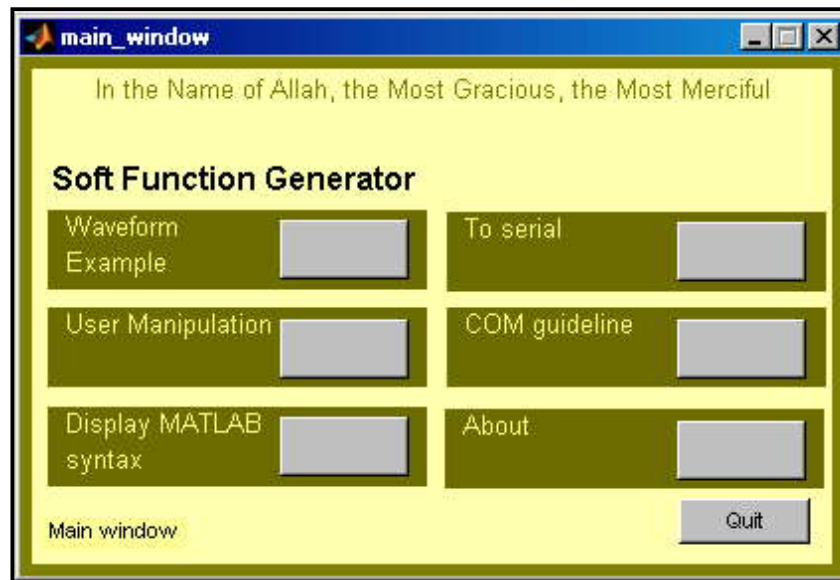 main_window
In the Name of Allah, the Most Gracious, the Most Merciful
Soft Function Generator
Waveform
Example
To serial
User Manipulation
COM guideline
Display MATLAB
syntax
About
Main window
Quit